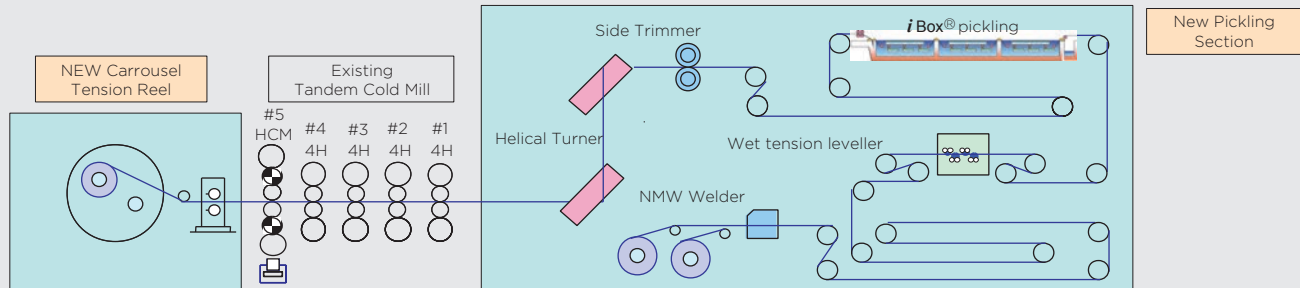 NEW Carrousel
Tension Reel
Existing
Tandem Cold Mill
#5
HCM
#4
4H
#3
4H
#2
4H
#1
4H
Side Trimmer
i Box® pickling
New Pickling
Section
Helical Turner
Wet tension leveller
NMW Welder